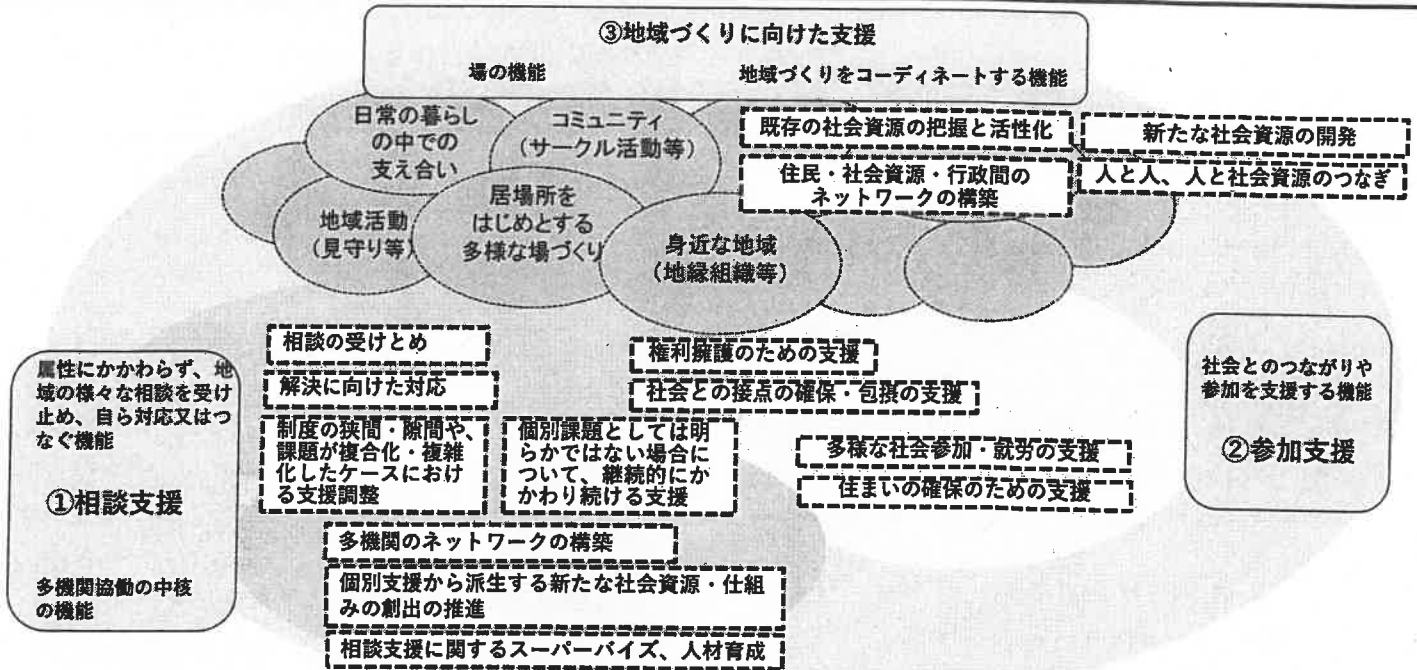 ③地域づくりに向けた支援
場の機能
地域づくりをコーディネートする機能
日常の暮らし
の中での
支え合い
コミュニティ
（サークル活動等）
既存の社会資源の把握と活性化
新たな社会資源の開発
住民・社会資源・行政間の
ネットワークの構築
人と人、人と社会資源のつなぎ
地域活動
（見守り等）
居場所を
はじめとする
多様な場づくり
身近な地域
（地縁組織等）
属性にかかわらず、地
域の様々な相談を受け
止め、自ら対応又はつ
なぐ機能
①相談支援
多機関協働の中核
の機能
相談の受けとめ
解決に向けた対応
制度の狭間・隙間や、
課題が複合化・複雑
化したケースにおけ
る支援調整
個別課題としては明
らかではない場合に
ついて、継続的にか
かわり続ける支援
権利擁護のための支援
社会との接点の確保・包摂の支援
多様な社会参加・就労の支援
住まいの確保のための支援
社会とのつながりや
参加を支援する機能
②参加支援
多機関のネットワークの構築
個別支援から派生する新たな社会資源・仕組
みの創出の推進
相談支援に関するスーパーバイズ、人材育成